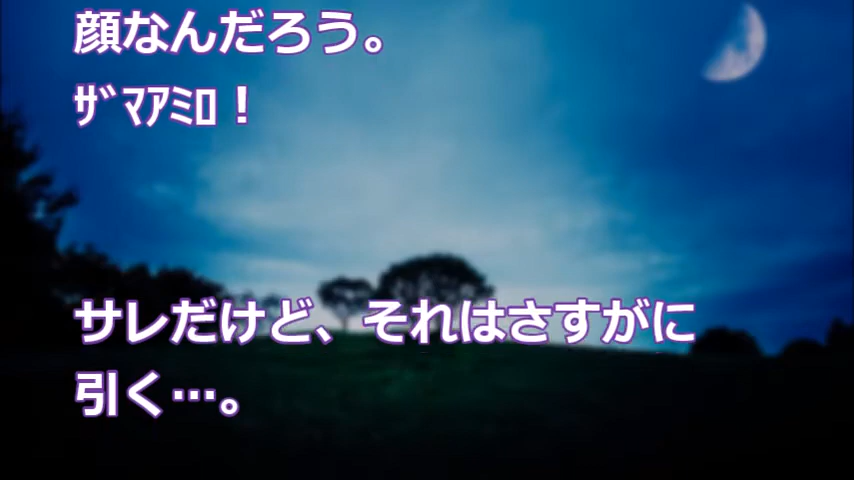 顔なんだろう。
ｻﾞﾏｱﾐﾛ！
サレだけど、それはさすがに
引く…。